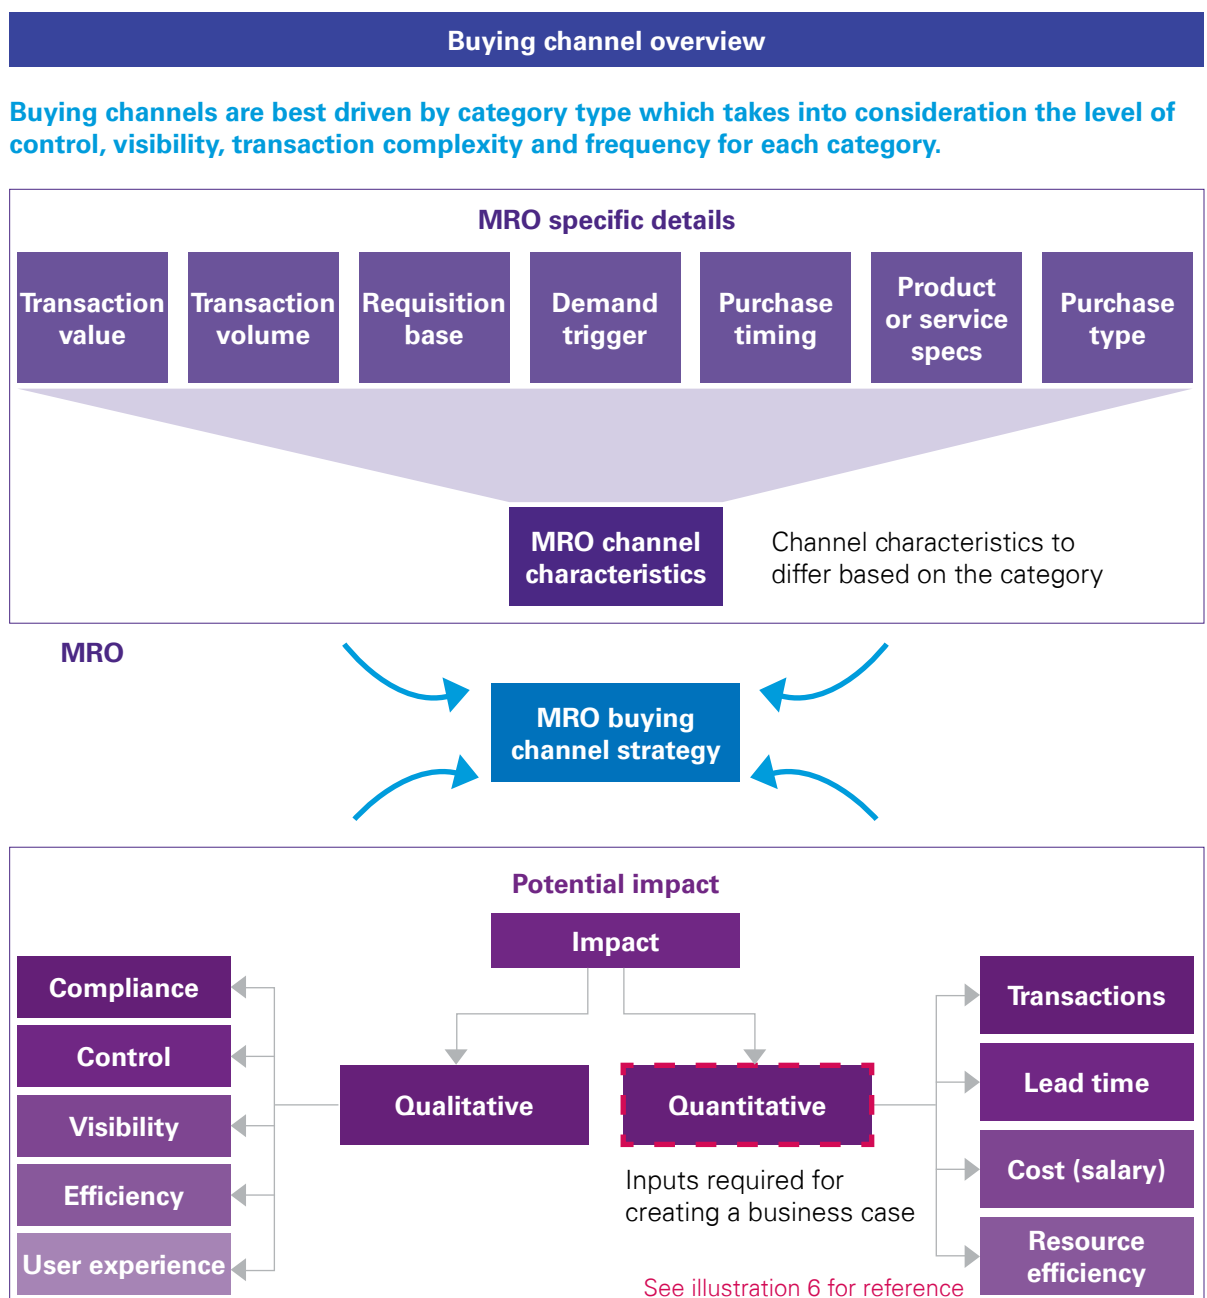 Buying channel overview
Buying channels are best driven by category type which takes into consideration the level of
control, visibility, transaction complexity and frequency for each category.
MRO specific details
Transaction
value
Transaction
volume
Requisition
base
Demand
trigger
Purchase
timing
Product
or service
specs
Purchase
type
MRO channel
characteristics
Channel characteristics to
differ based on the category
MRO
MRO buying
channel strategy
Potential impact
Impact
Compliance
Control
Visibility
Efficiency
User experience
Qualitative
Quantitative
Inputs required for
creating a business case
See illustration 6 for reference
Transactions
Lead time
Cost (salary)
Resource
efficiency